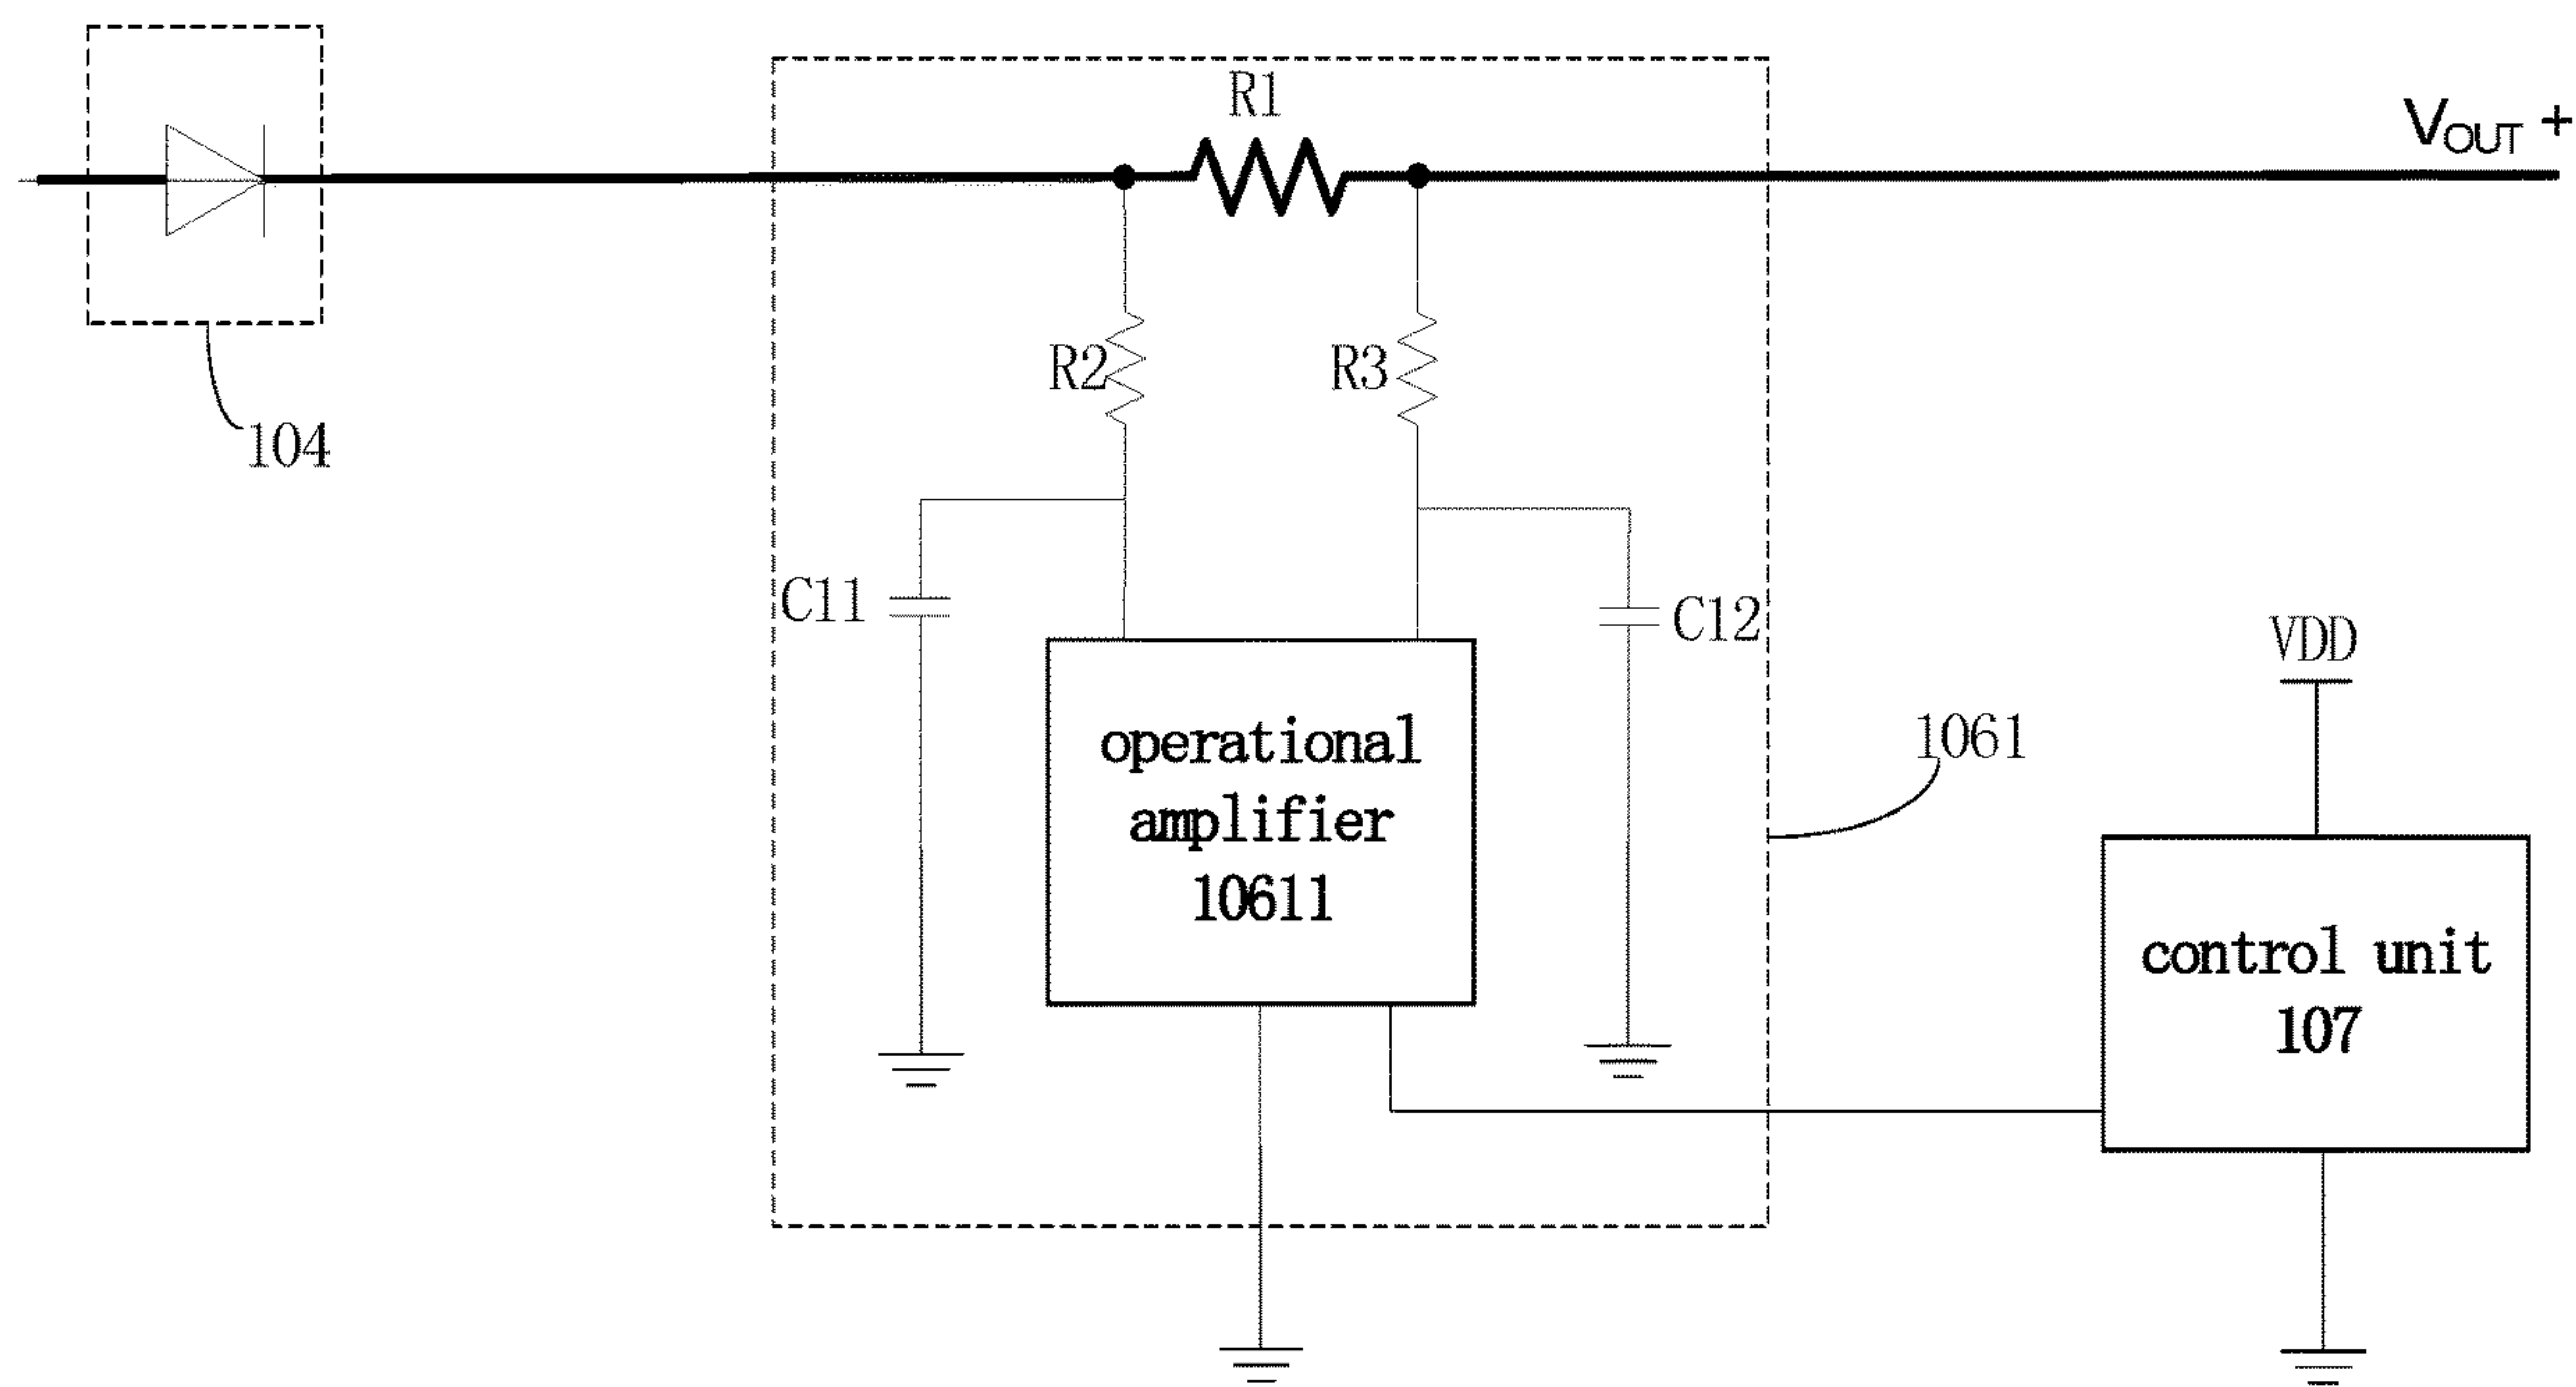 R1
VOUT +
R2
R3
104
C11
C12
VDD
operational
amplifier
10611
1061
control unit
107